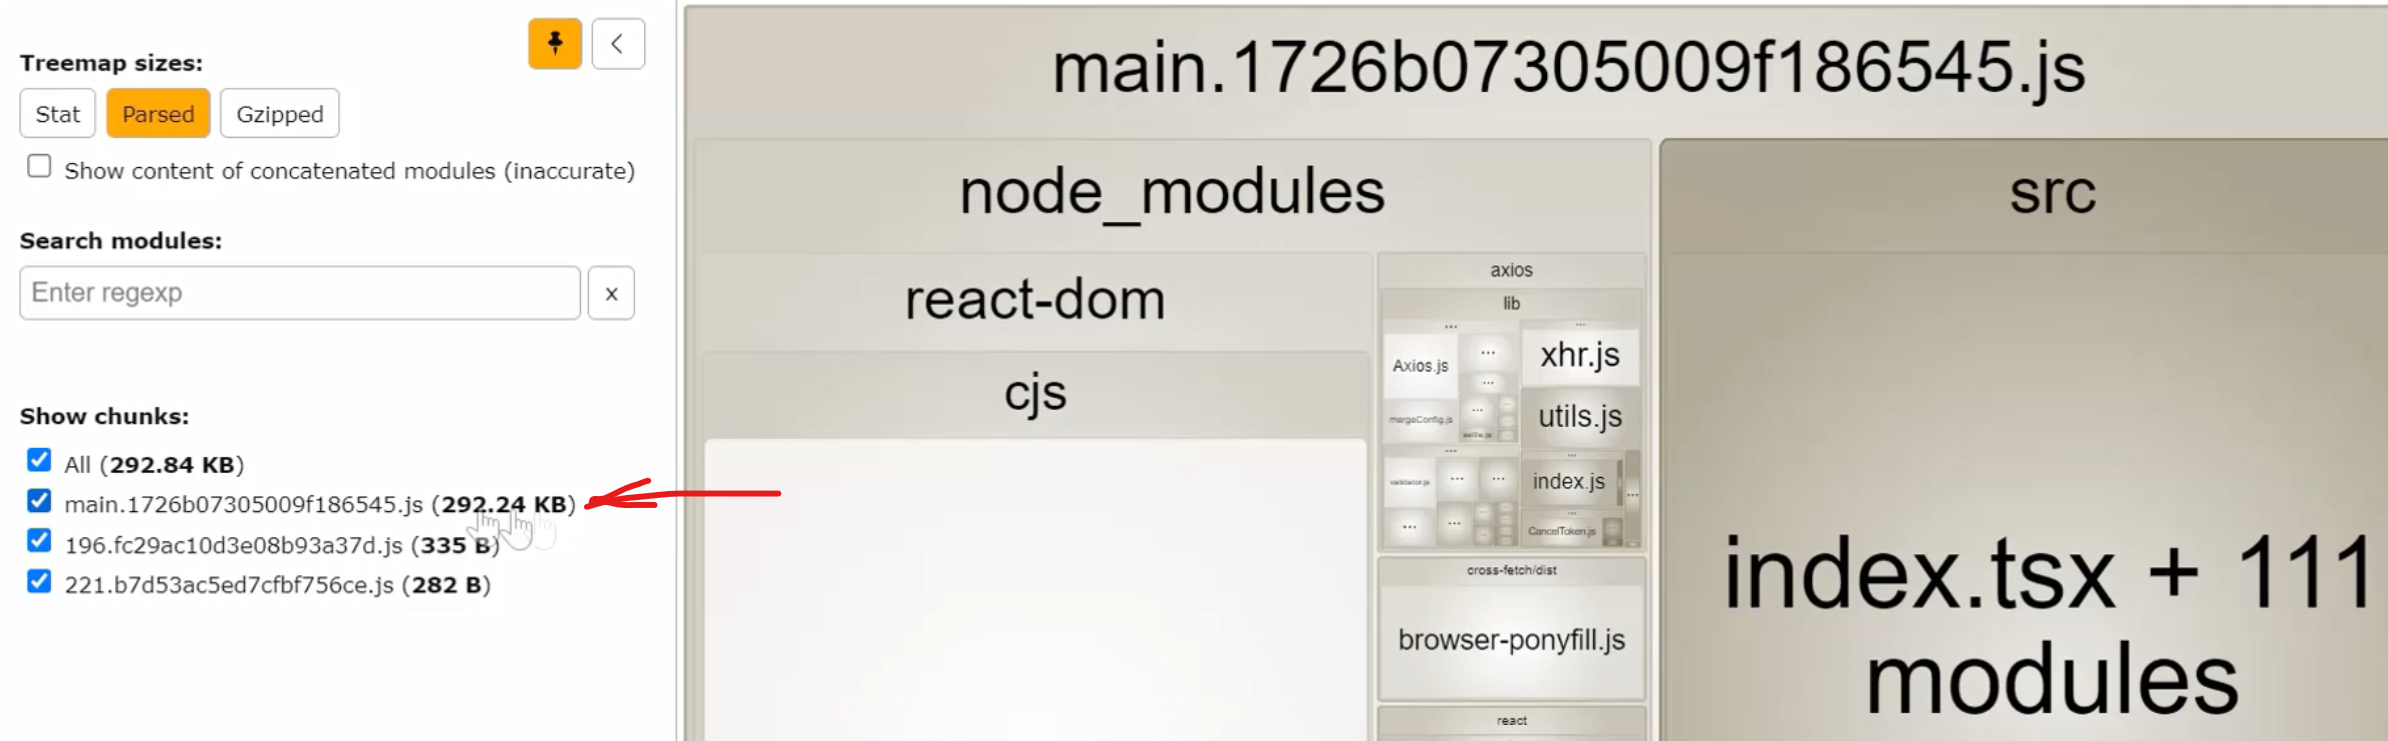 Treemap sizes:
Stat
Parsed
Gzipped
Show content of concatenated modules (inaccurate)
Search modules:
Enter regexp
x
Show chunks:
All (292.84 KB)
main.1726b07305009f186545.js (292.24 KB)
196.fc29ac10d3e08b93a37d.js (335 B)
221.b7d53ac5ed7cfbf756ce.js (282 B)
main.1726b07305009f186545.js
node_modules
react-dom
cjs
axios
lib
...
Axios.js
...
...
mergeConfig.js
...
...
xhr.js
utils.js
...
validator.js
...
...
...
...
...
index.js
...
...
CancelToken.js
cross-fetch/dist
browser-ponyfill.js
react
src
index.tsx + 111
modules